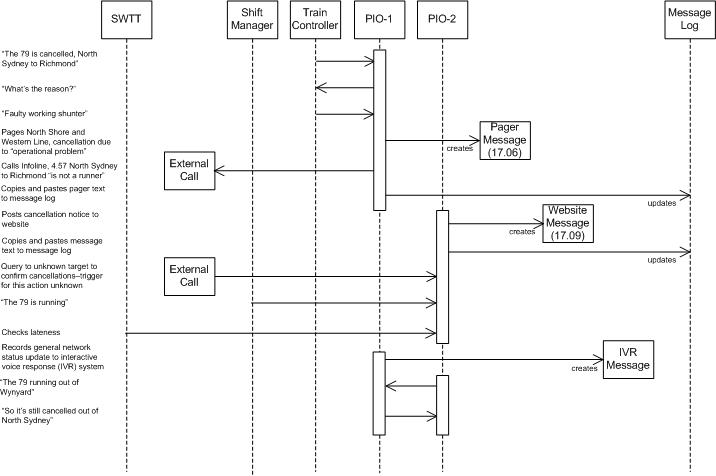 SWTT
Shift
Manager
Train
Controller
PIO-1
PIO-2
Message
Log
“The 79 is cancelled, North
Sydney to Richmond”
“What’s the reason?”
“Faulty working shunter”
Pages North Shore and
Western Line, cancellation due
to “operational problem”
creates
Pager
Message
(17.06)
Calls Infoline, 4.57 North Sydney
to Richmond “is not a runner”
External
Call
Copies and pastes pager text
to message log
updates
Posts cancellation notice to
website
creates
Website
Message
(17.09)
Copies and pastes message
text to message log
updates
Query to unknown target to
confirm cancellations–trigger
for this action unknown
External
Call
“The 79 is running”
Checks lateness
Records general network
status update to interactive
voice response (IVR) system
creates
IVR
Message
“The 79 running out of
Wynyard”
“So it’s still cancelled out of
North Sydney”